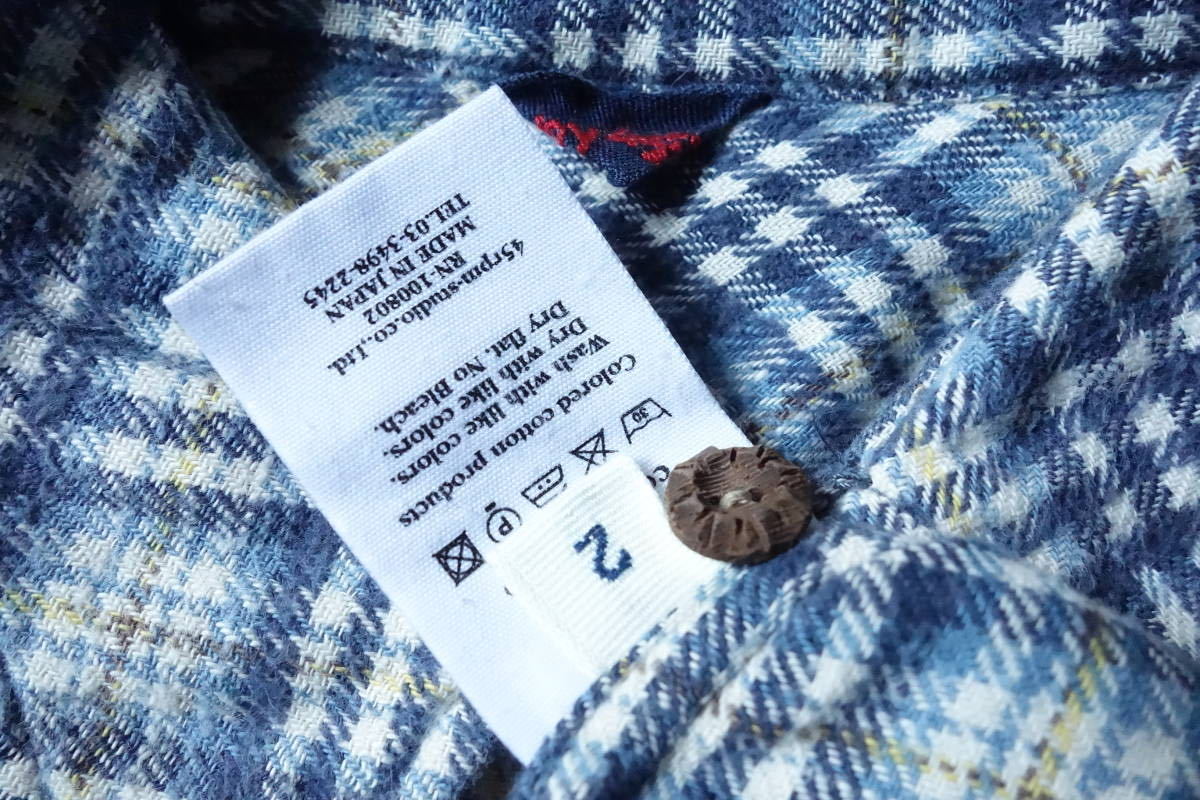 Colored cotton products
Wash with like colors.
Dry with like colors.
Dry flat. No Bleach.
45rpm-studio.co.,Ltd.
RN-100802
MADE IN JAPAN
TEL.03-3498-2245
30
P
2